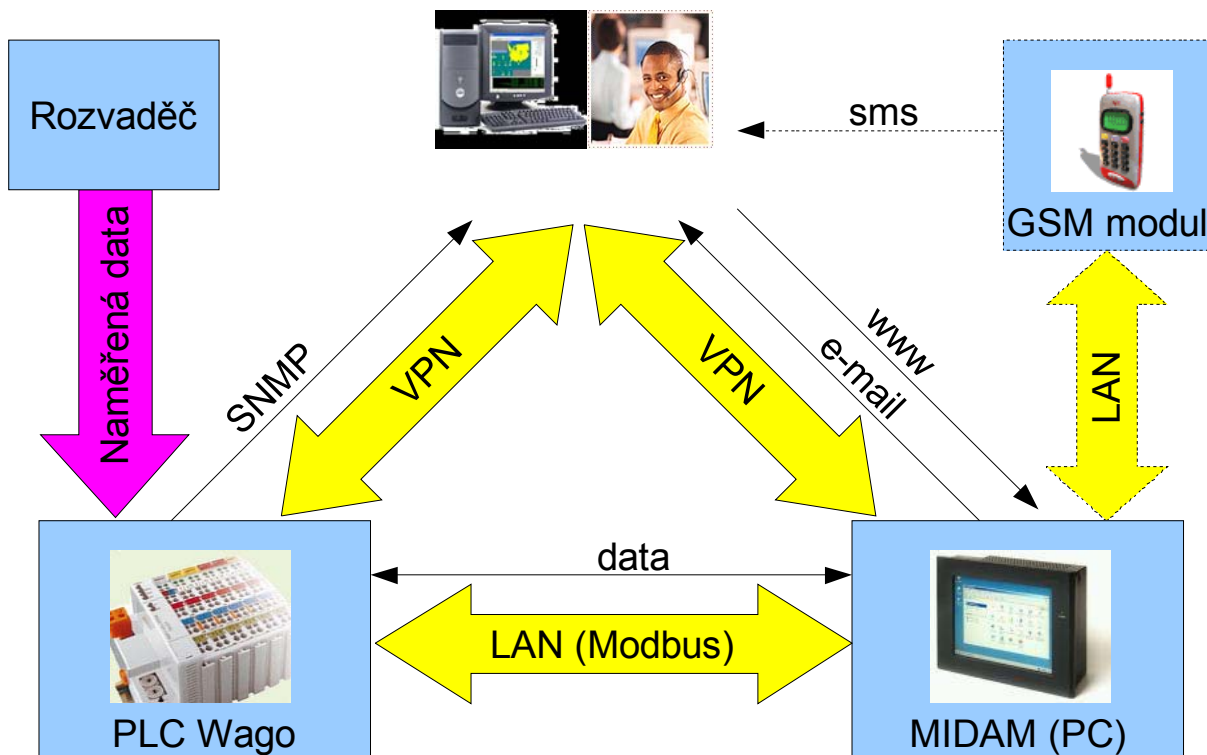 Rozvaděč
sms
GSM modul
Naměřená data
SNMP
VPN
VPN
www
e-mail
LAN
data
LAN (Modbus)
PLC Wago
MIDAM (PC)